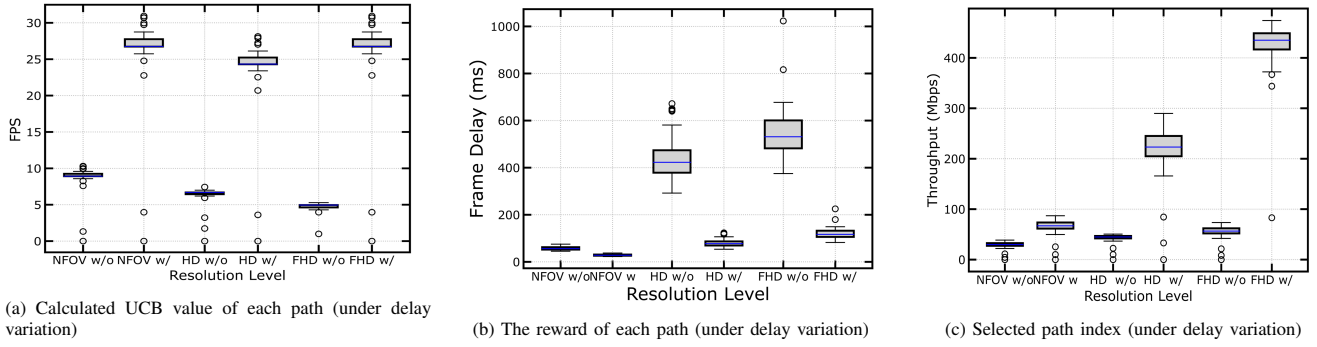 30
25
20
15
10
5
0
FPS
NFOV w/o NFOV w/ HD w/o HD w/ FHD w/o FHD w/
Resolution Level
(a) Calculated UCB value of each path (under delay
variation)
1000
800
600
400
200
0
Frame Delay (ms)
NFOV w/o NFOV w HD w/o HD w/ FHD w/o FHD w/
Resolution Level
(b) The reward of each path (under delay variation)
400
300
200
100
0
Throughput (Mbps)
NFOV w/o NFOV w/ HD w/o HD w/ FHD w/o FHD w/
Resolution Level
(c) Selected path index (under delay variation)